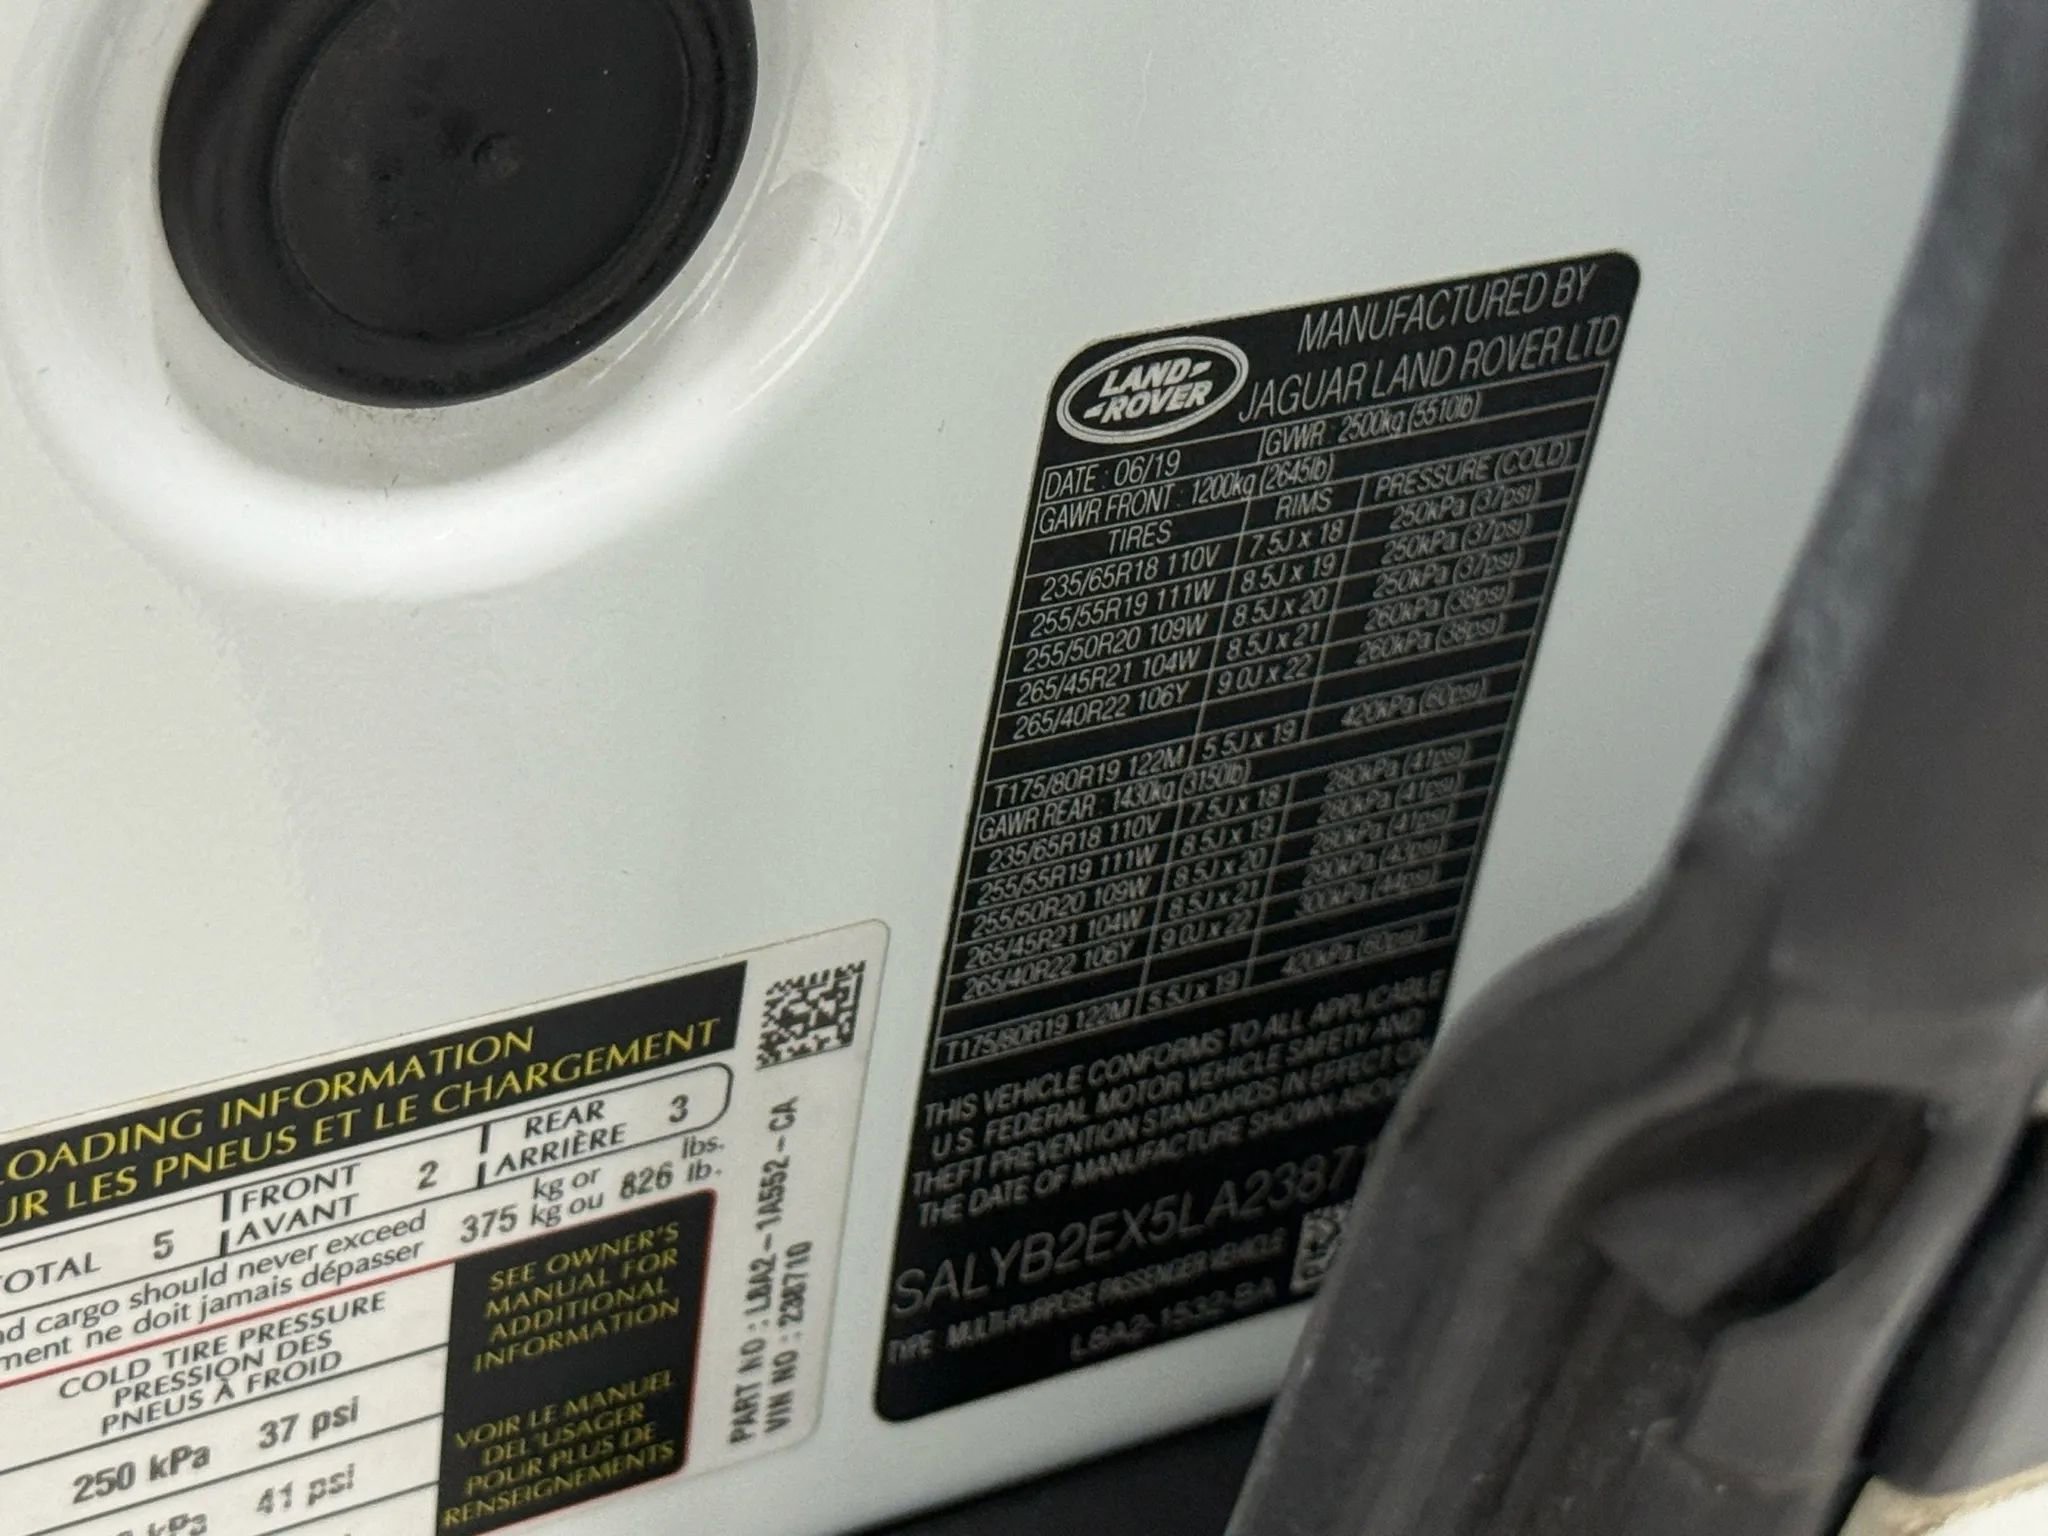 LAND-
-ROVER
MANUFACTURED BY
JAGUAR LAND ROVER LTD
DATE : 06/19 GVWR : 2500kg (5510lb)
GAWR FRONT : 1200kg (2645lb)
TIRES RIMS PRESSURE (COLD)
235/65R18 110V 7.5J x 18 250kPa (37psi)
255/55R19 111W 8.5J x 19 250kPa (37psi)
255/50R20 109W 8.5J x 20 250kPa (37psi)
265/45R21 104W 8.5J x 21 260kPa (38psi)
265/40R22 106Y 9.0J x 22 260kPa (38psi)
T175/80R19 122M 5.5J x 19 420kPa (60psi)
GAWR REAR : 1430kg (3150lb)
235/65R18 110V 7.5J x 18 280kPa (41psi)
255/55R19 111W 8.5J x 19 280kPa (41psi)
255/50R20 109W 8.5J x 20 280kPa (41psi)
265/45R21 104W 8.5J x 21 290kPa (43psi)
265/40R22 106Y 9.0J x 22 300kPa (44psi)
T175/80R19 122M 5.5J x 19 420kPa (60psi)
THIS VEHICLE CONFORMS TO ALL APPLICABLE
U.S. FEDERAL MOTOR VEHICLE SAFETY AND
THEFT PREVENTION STANDARDS IN EFFECT ON
THE DATE OF MANUFACTURE SHOWN ABOVE
SALYB2EX5LA23871
TYPE MULTI-PURPOSE PASSENGER VEHICLE
L8A2-1532-BA
LOADING INFORMATION
UR LES PNEUS ET LE CHARGEMENT
TOTAL 5 FRONT AVANT 2 REAR ARRIÈRE 3
nd cargo should never exceed 375 kg or 826 lbs.
ment ne doit jamais dépasser kg ou lb.
COLD TIRE PRESSURE
PRESSION DES
PNEUS À FROID
250 kPa 37 psi
kPa 41 psi
SEE OWNER'S
MANUAL FOR
ADDITIONAL
INFORMATION
VOIR LE MANUEL
DEL'USAGER
POUR PLUS DE
RENSEIGNEMENTS
PART NO : L8A2-1A552-CA
VIN NO : 238710